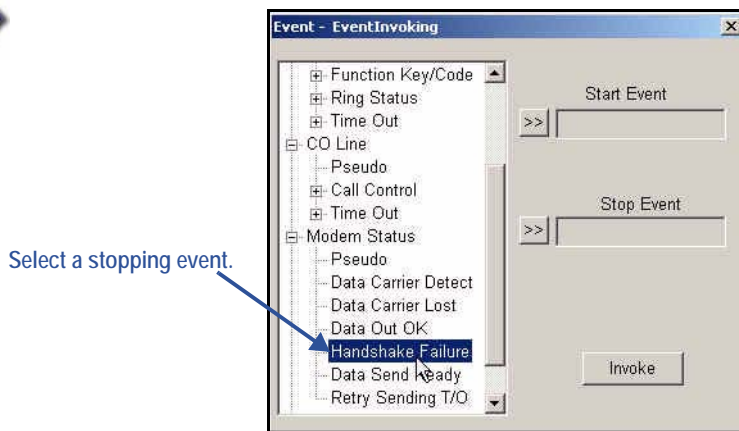 Event - EventInvoking
Function Key/Code
Ring Status
Time Out
CO Line
Pseudo
Call Control
Time Out
Modem Status
Pseudo
Data Carrier Detect
Data Carrier Lost
Data Out OK
Handshake Failure
Data Send Ready
Retry Sending T/O
Start Event
>>
Stop Event
>>
Invoke
Select a stopping event.